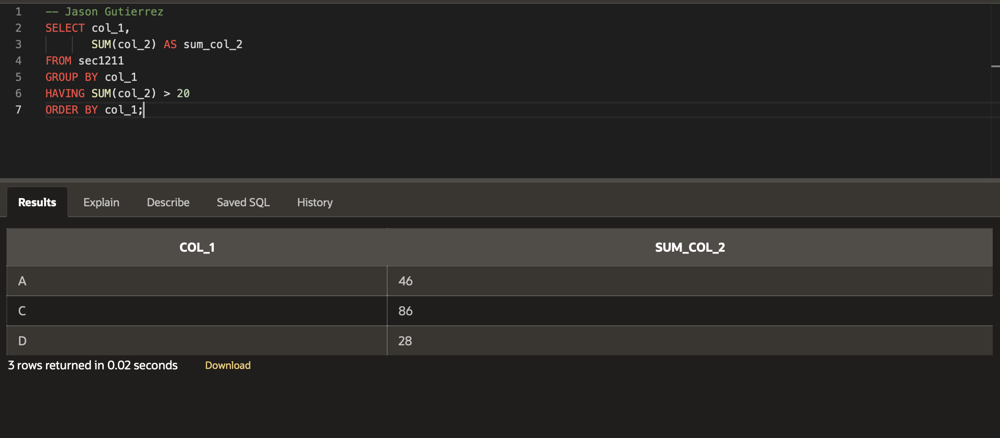 1 -- Jason Gutierrez
2 SELECT col_1,
3 SUM(col_2) AS sum_col_2
4 FROM sec1211
5 GROUP BY col_1
6 HAVING SUM(col_2) > 20
7 ORDER BY col_1;
Results Explain Describe Saved SQL History
COL_1 SUM_COL_2
A 46
C 86
D 28
3 rows returned in 0.02 seconds Download